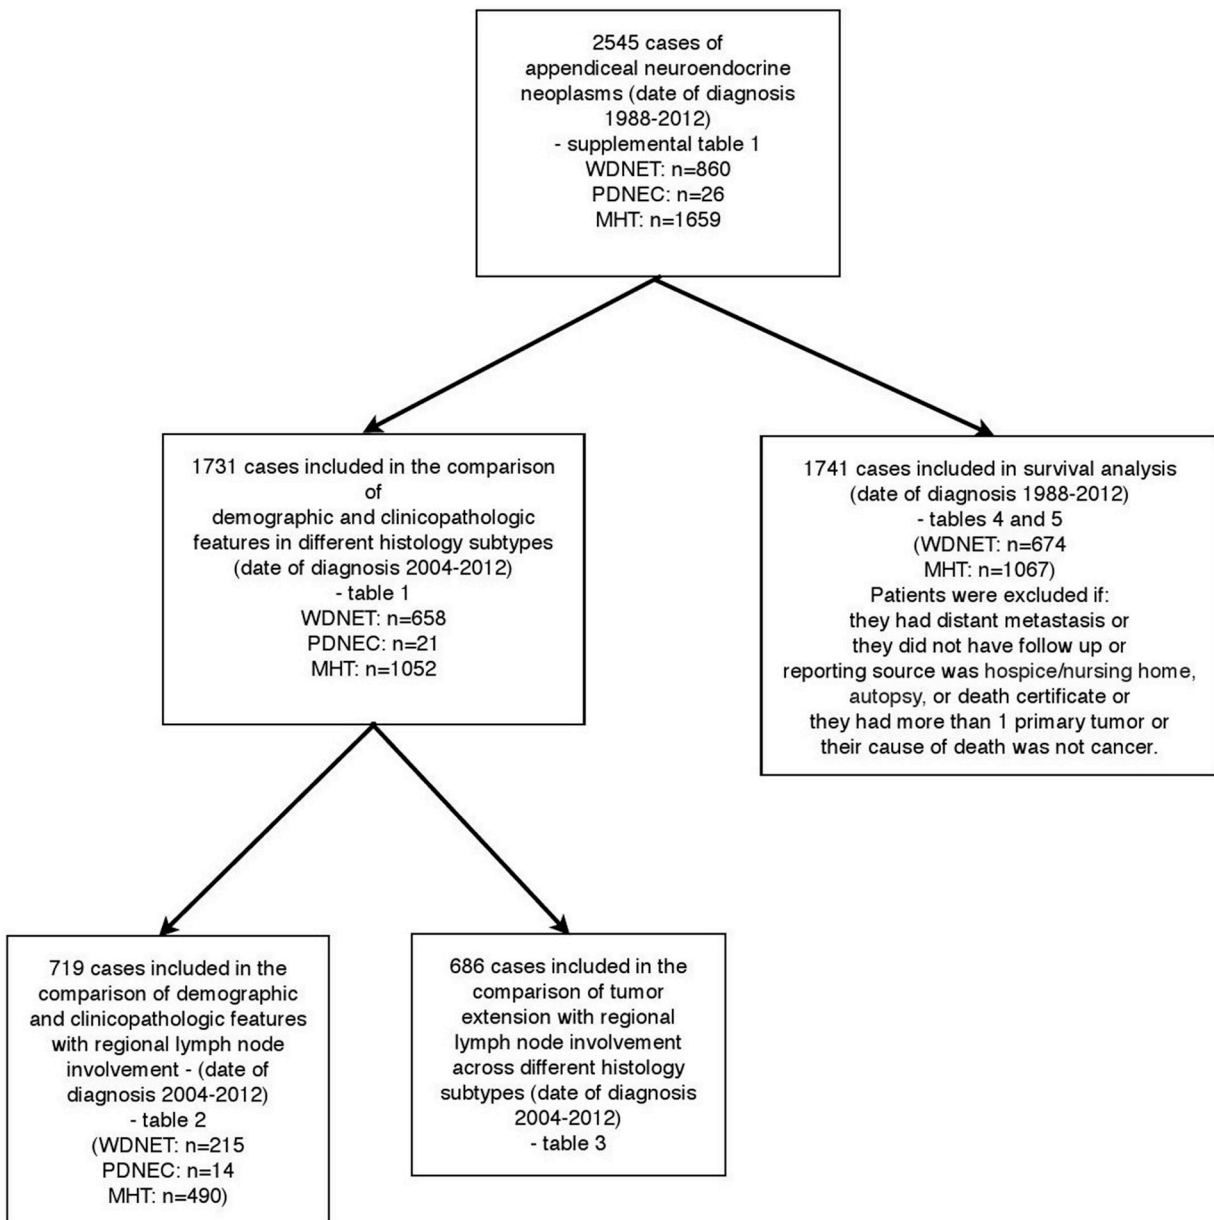 2545 cases of
appendiceal neuroendocrine
neoplasms (date of diagnosis
1988-2012)
- supplemental table 1
WDNET: n=860
PDNEC: n=26
MHT: n=1659
1731 cases included in the comparison
of
demographic and clinicopathologic
features in different histology subtypes
(date of diagnosis 2004-2012)
- table 1
WDNET: n=658
PDNEC: n=21
MHT: n=1052
1741 cases included in survival analysis
(date of diagnosis 1988-2012)
- tables 4 and 5
(WDNET: n=674
MHT: n=1067)
Patients were excluded if:
they had distant metastasis or
they did not have follow up or
reporting source was hospice/nursing home,
autopsy, or death certificate or
they had more than 1 primary tumor or
their cause of death was not cancer.
719 cases included in the
comparison of demographic
and clinicopathologic features
with regional lymph node
involvement - (date of
diagnosis 2004-2012)
- table 2
(WDNET: n=215
PDNEC: n=14
MHT: n=490)
686 cases included in the
comparison of tumor
extension with regional
lymph node involvement
across different histology
subtypes (date of diagnosis
2004-2012)
- table 3